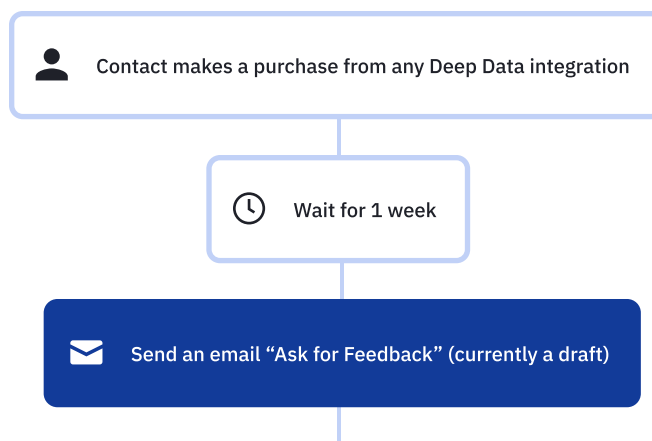 Contact makes a purchase from any Deep Data integration
Wait for 1 week
Send an email “Ask for Feedback” (currently a draft)